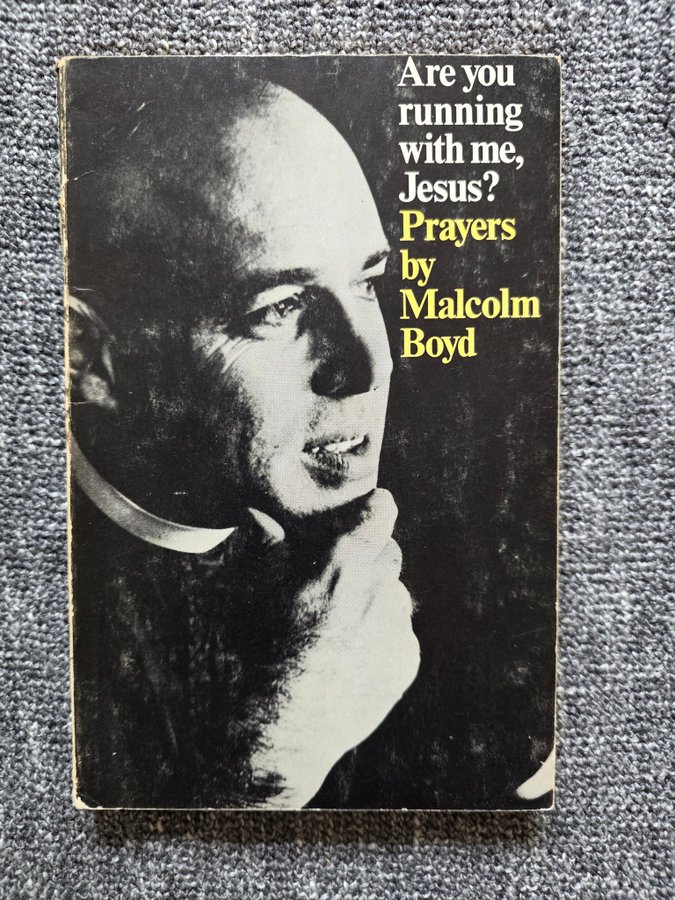 Are you
running
with me,
Jesus?
Prayers
by
Malcolm
Boyd